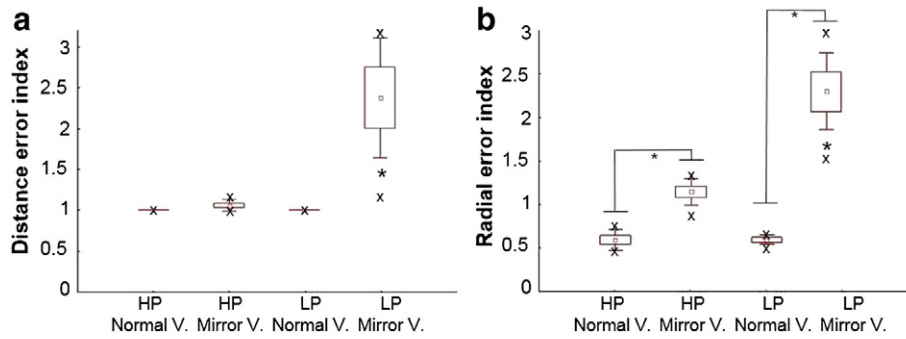 a
Distance error index
3
2.5
2
1.5
1
0.5
0
x
*
x
x
x
x
x
x
HP HP LP LP
Normal V. Mirror V. Normal V. Mirror V.
b
Radial error index
3
2.5
2
1.5
1
0.5
0
*
x
*
x
*
x
x
x
x
x
x
x
HP HP LP LP
Normal V. Mirror V. Normal V. Mirror V.